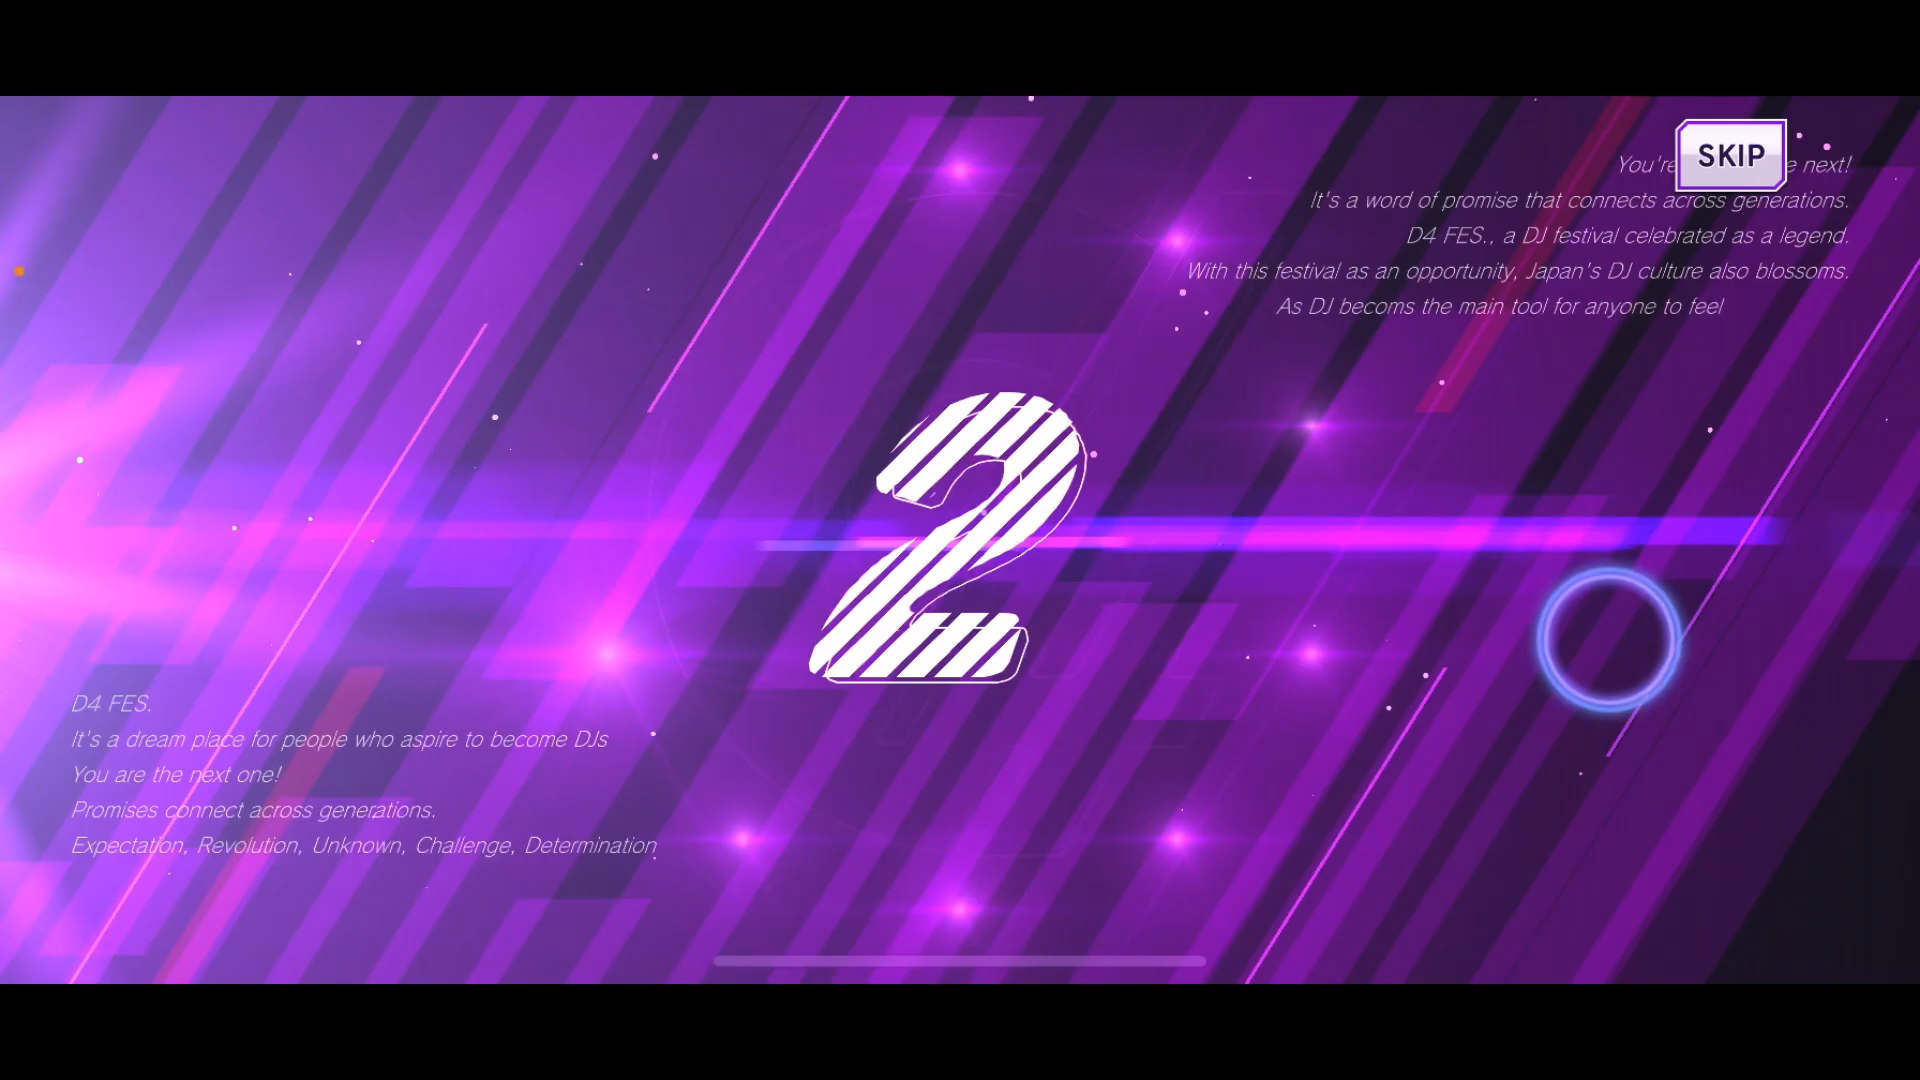 SKIP
You're e next!
It's a word of promise that connects across generations.
D4 FES., a DJ festival celebrated as a legend.
With this festival as an opportunity, Japan's DJ culture also blossoms.
As DJ becoms the main tool for anyone to feel
2
D4 FES.
It's a dream place for people who aspire to become DJs
You are the next one!
Promises connect across generations.
Expectation, Revolution, Unknown, Challenge, Determination